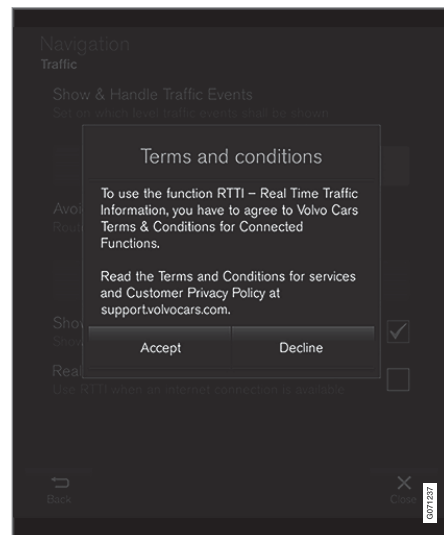 Navigation
Traffic
Show & Handle Traffic Events
Set on which level traffic events shall be shown
Terms and conditions
To use the function RTTI – Real Time Traffic
Information, you have to agree to Volvo Cars
Terms & Conditions for Connected
Functions.
Read the Terms and Conditions for services
and Customer Privacy Policy at
support.volvocars.com.
Accept
Decline
Use RTTI when an internet connection is available
Back
Close
G071237